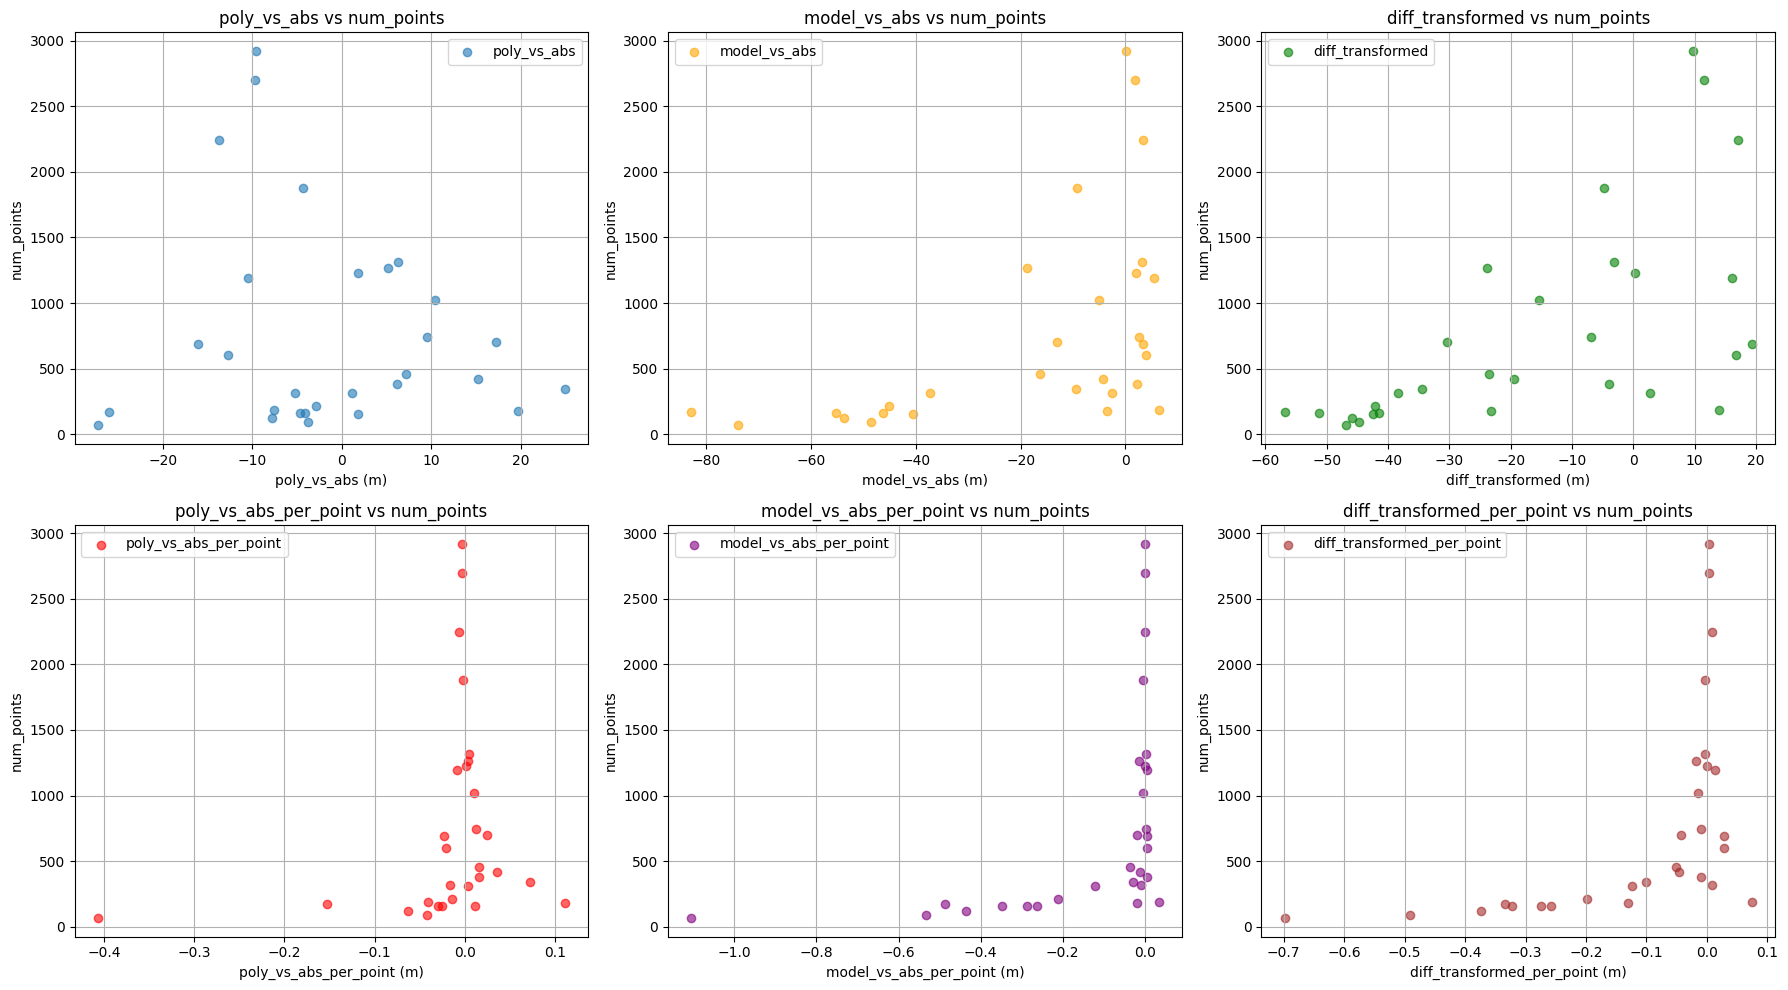 poly_vs_abs vs num_points
3000
2500
2000
1500
1000
500
0
num_points
poly_vs_abs
−20 −10 0 10 20
poly_vs_abs (m)
model_vs_abs vs num_points
3000
2500
2000
1500
1000
500
0
num_points
model_vs_abs
−80 −60 −40 −20 0
model_vs_abs (m)
diff_transformed vs num_points
3000
2500
2000
1500
1000
500
0
num_points
diff_transformed
−60 −50 −40 −30 −20 −10 0 10 20
diff_transformed (m)
poly_vs_abs_per_point vs num_points
3000
2500
2000
1500
1000
500
0
num_points
poly_vs_abs_per_point
−0.4 −0.3 −0.2 −0.1 0.0 0.1
poly_vs_abs_per_point (m)
model_vs_abs_per_point vs num_points
3000
2500
2000
1500
1000
500
0
num_points
model_vs_abs_per_point
−1.0 −0.8 −0.6 −0.4 −0.2 0.0
model_vs_abs_per_point (m)
diff_transformed_per_point vs num_points
3000
2500
2000
1500
1000
500
0
num_points
diff_transformed_per_point
−0.7 −0.6 −0.5 −0.4 −0.3 −0.2 −0.1 0.0 0.1
diff_transformed_per_point (m)